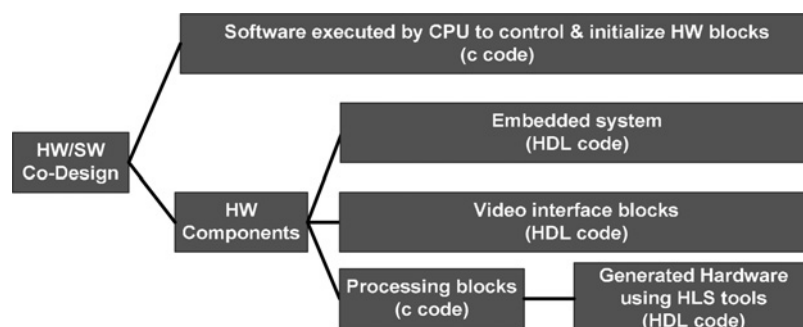 Software executed by CPU to control & initialize HW blocks
(c code)
HW/SW
Co-Design
Embedded system
(HDL code)
HW
Components
Video interface blocks
(HDL code)
Processing blocks
(c code)
Generated Hardware
using HLS tools
(HDL code)